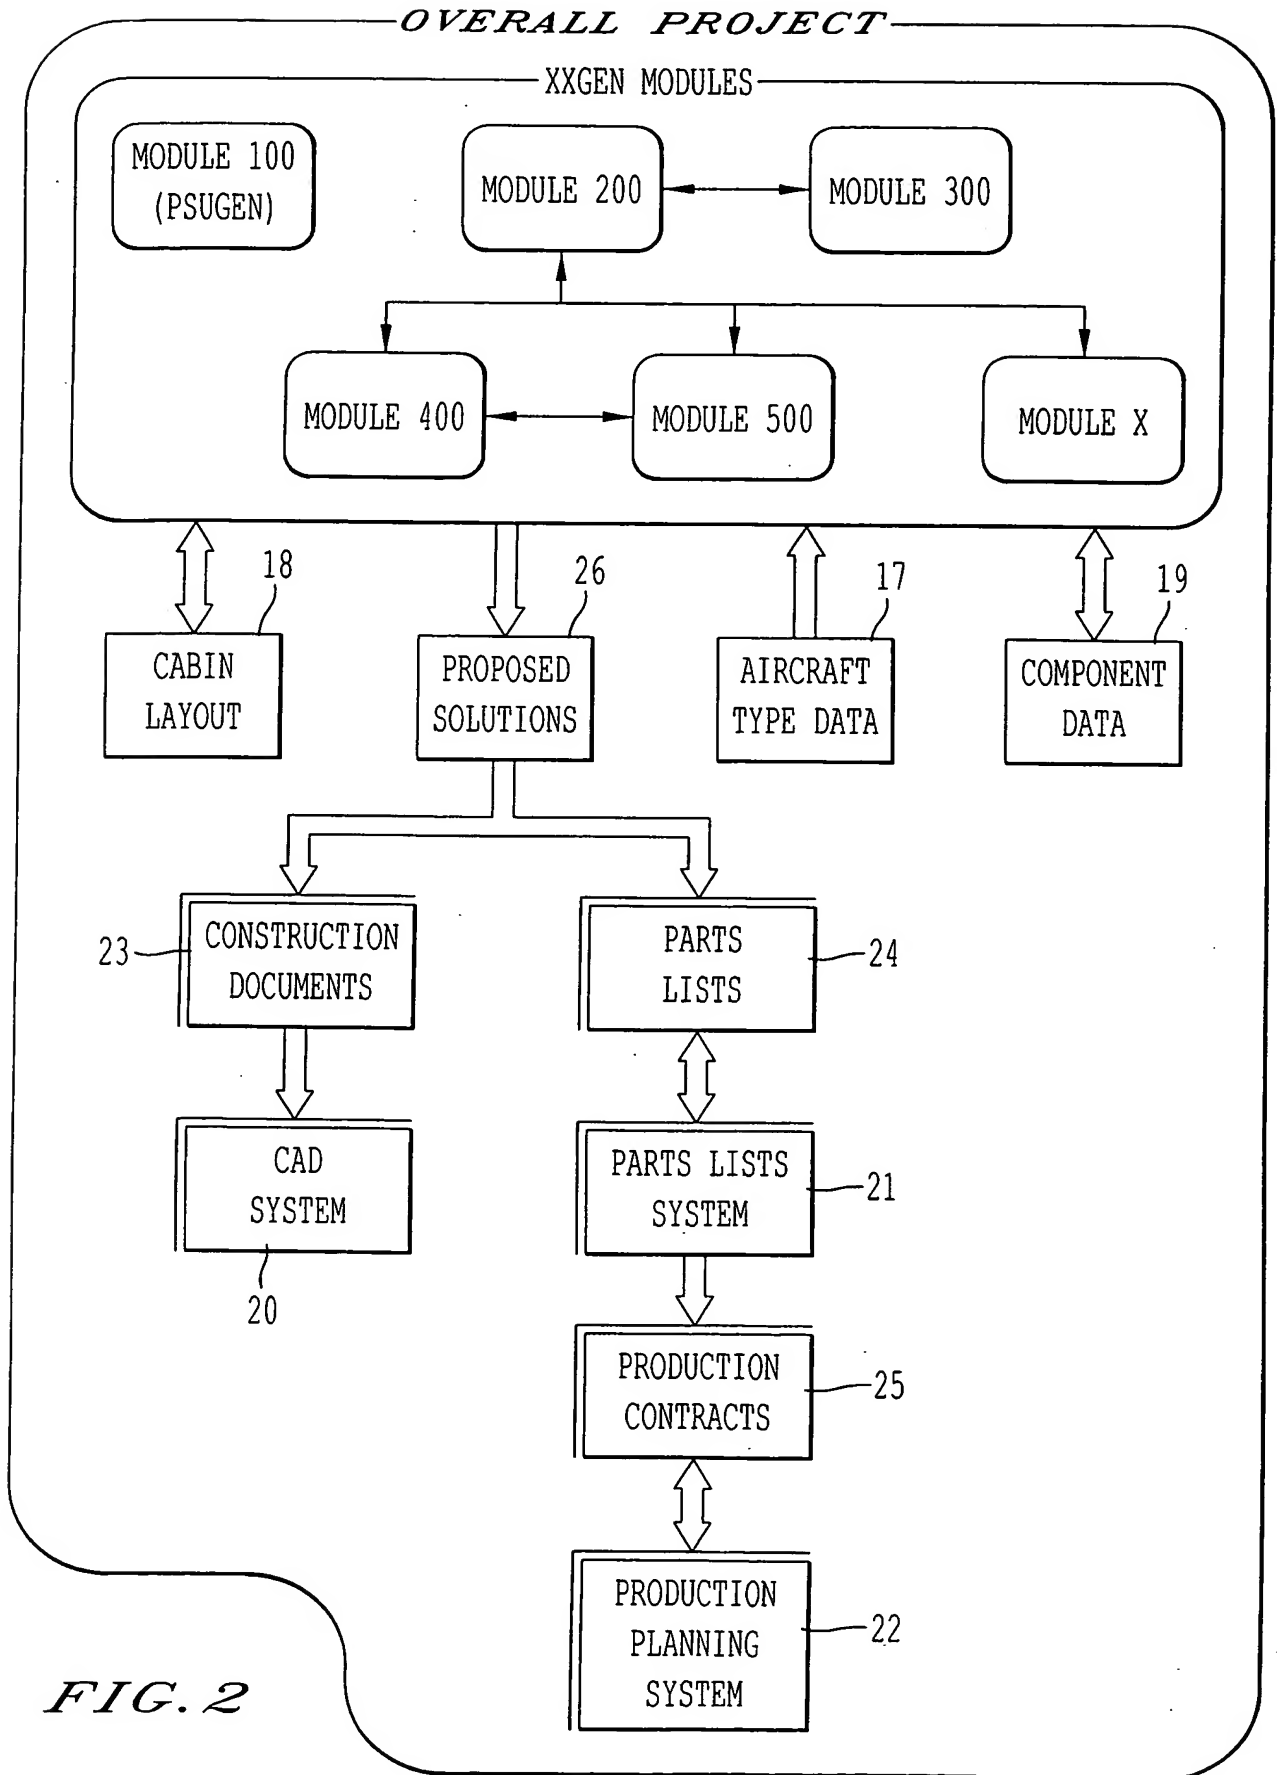 OVERALL PROJECT
XXGEN MODULES
MODULE 100
(PSUGEN)
MODULE 200
MODULE 300
MODULE 400
MODULE 500
MODULE X
18
26
17
19
CABIN
LAYOUT
PROPOSED
SOLUTIONS
AIRCRAFT
TYPE DATA
COMPONENT
DATA
23
CONSTRUCTION
DOCUMENTS
PARTS
LISTS
24
CAD
SYSTEM
20
PARTS LISTS
SYSTEM
21
PRODUCTION
CONTRACTS
25
PRODUCTION
PLANNING
SYSTEM
22
FIG. 2